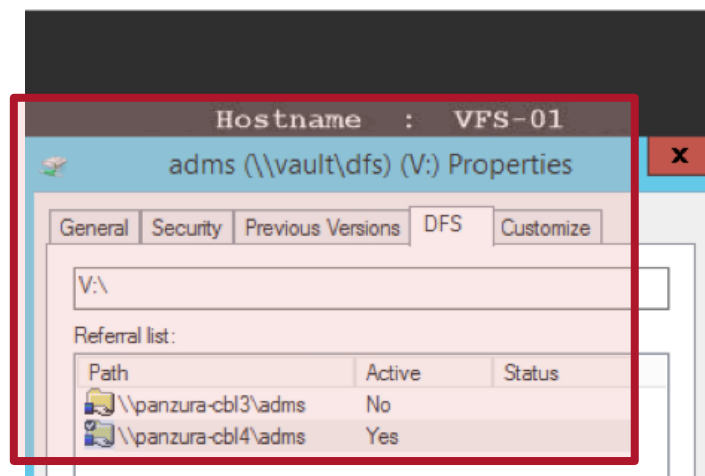 Hostname : VFS-01
adms (\\vault\dfs) (V:) Properties
x
General Security Previous Versions DFS Customize
V:\
Referral list:
Path Active Status
\\panzura-cbl3\adms No
\\panzura-cbl4\adms Yes